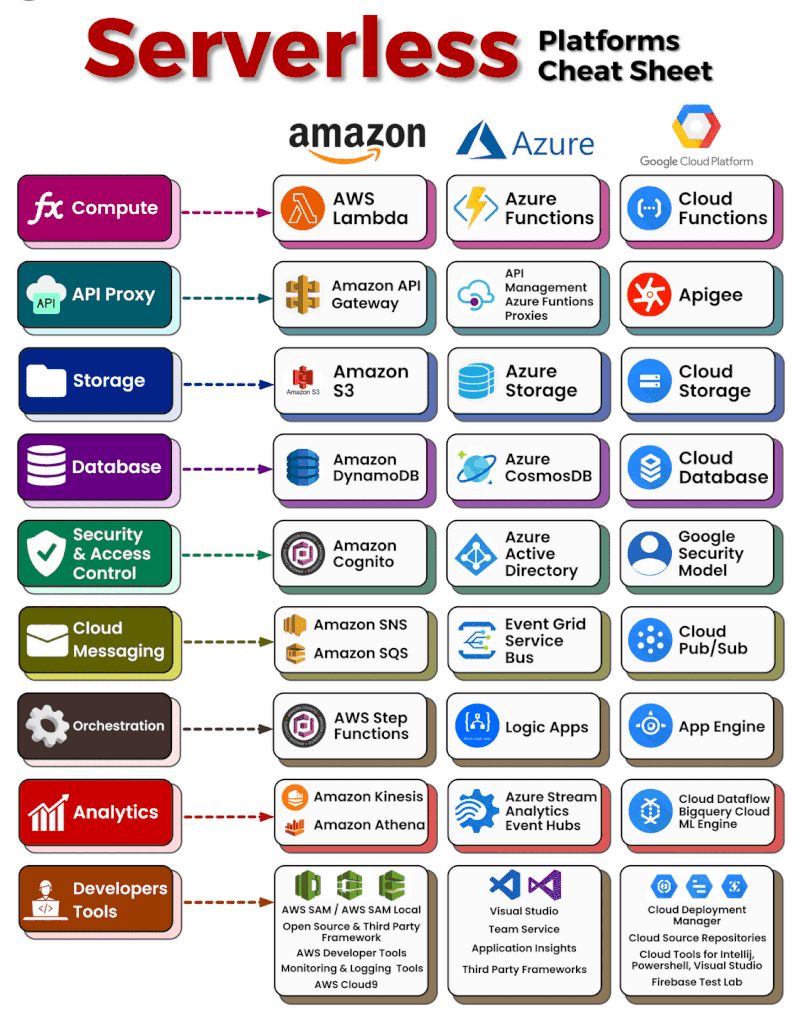 Serverless
Platforms
Cheat Sheet
amazon
Azure
Google Cloud Platform
fx Compute
AWS
Lambda
Azure
Functions
Cloud
Functions
API
API Proxy
Amazon API
Gateway
API
Management
Azure Funtions
Proxies
Apigee
Storage
Amazon S3
Amazon
S3
Azure
Storage
Cloud
Storage
Database
Amazon
DynamoDB
Azure
CosmosDB
Cloud
Database
Security
& Access
Control
Amazon
Cognito
Azure
Active
Directory
Google
Security
Model
Cloud
Messaging
Amazon SNS
Amazon SQS
Event Grid
Service
Bus
Cloud
Pub/Sub
Orchestration
AWS Step
Functions
Logic Apps
App Engine
Analytics
Amazon Kinesis
Amazon Athena
Azure Stream
Analytics
Event Hubs
Cloud Dataflow
Bigquery Cloud
ML Engine
</>
Developers
Tools
AWS SAM / AWS SAM Local
Open Source & Third Party
Framework
AWS Developer Tools
Monitoring & Logging Tools
AWS Cloud9
Visual Studio
Team Service
Application Insights
Third Party Frameworks
Cloud Deployment
Manager
Cloud Source Repositories
Cloud Tools for Intellij,
Powershell, Visual Studio
Firebase Test Lab